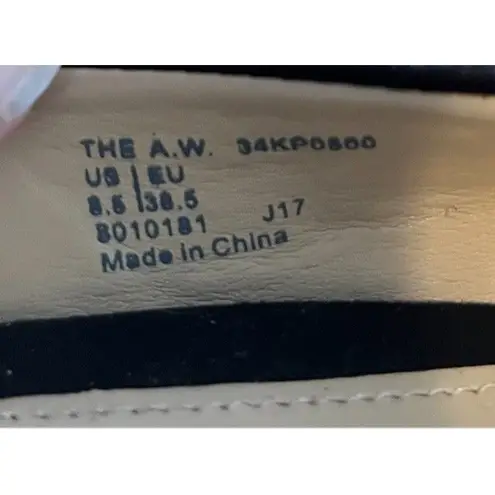 THE A.W. 34KP0800
US | EU
8.5 | 38.5
8010181 J17
Made in China